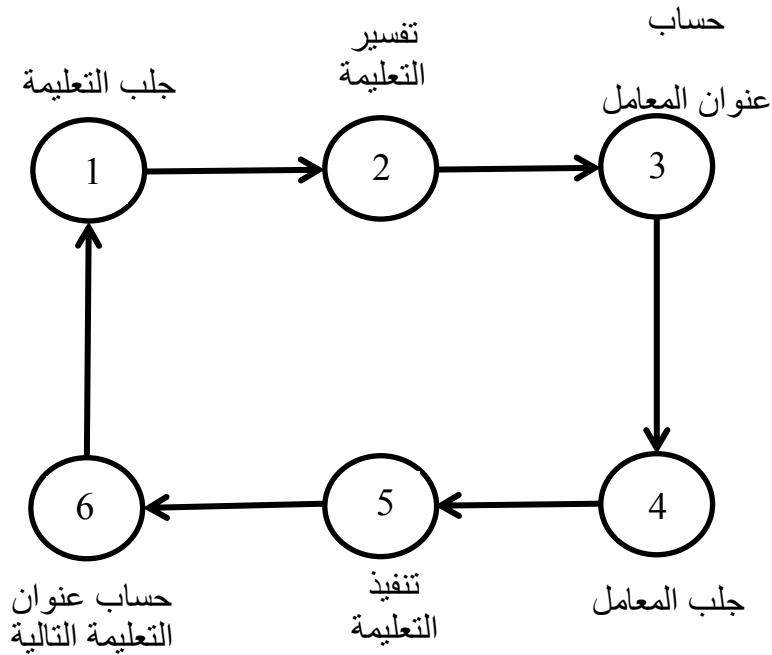 جلب التعليمة
1
تفسير
التعليمة
2
حساب
عنوان المعامل
3
4
جلب المعامل
5
تنفيذ
التعليمة
6
حساب عنوان
التعليمة التالية